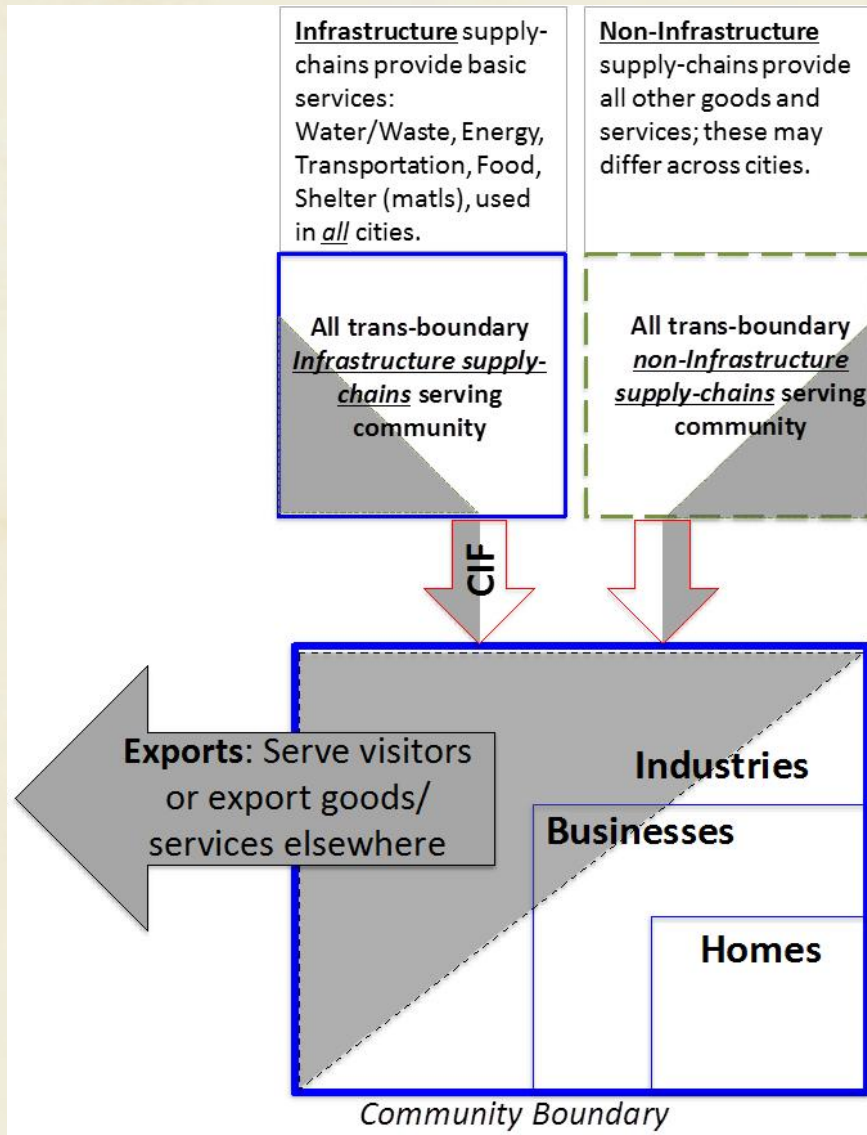 Infrastructure supply-
chains provide basic
services:
Water/Waste, Energy,
Transportation, Food,
Shelter (matls), used
in all cities.
Non-Infrastructure
supply-chains provide
all other goods and
services; these may
differ across cities.
All trans-boundary
Infrastructure supply-
chains serving
community
All trans-boundary
non-Infrastructure
supply-chains serving
community
CIF
Exports: Serve visitors
or export goods/
services elsewhere
Industries
Businesses
Homes
Community Boundary